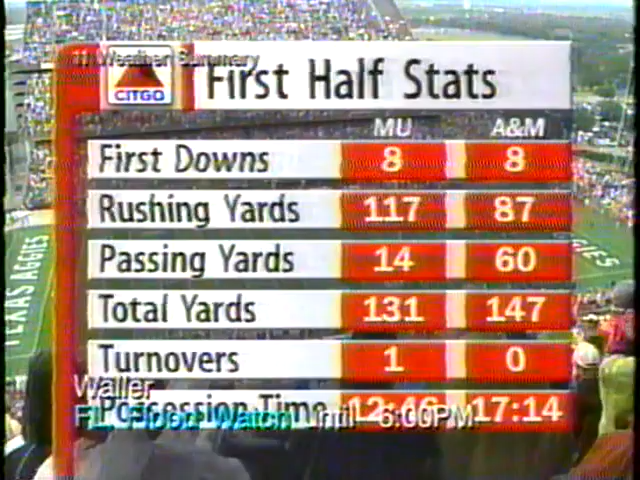 Weather Summary
CITGO
First Half Stats
MU A&M
First Downs 8 8
Rushing Yards 117 87
Passing Yards 14 60
Total Yards 131 147
Turnovers 1 0
Waller
Possession Time 12:46 17:14
Flood Watch until 6:00PM
TEXAS AGGIES
GIES